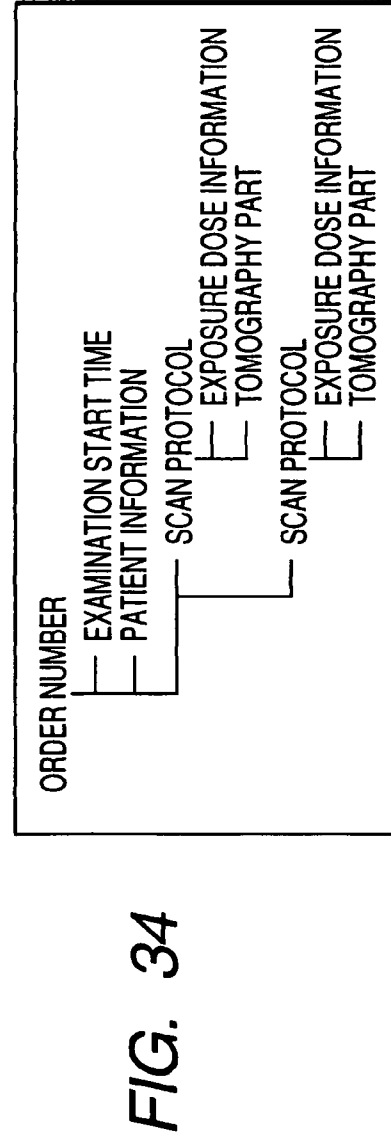 FIG. 34
ORDER NUMBER
EXAMINATION START TIME
PATIENT INFORMATION
SCAN PROTOCOL
EXPOSURE DOSE INFORMATION
TOMOGRAPHY PART
SCAN PROTOCOL
EXPOSURE DOSE INFORMATION
TOMOGRAPHY PART